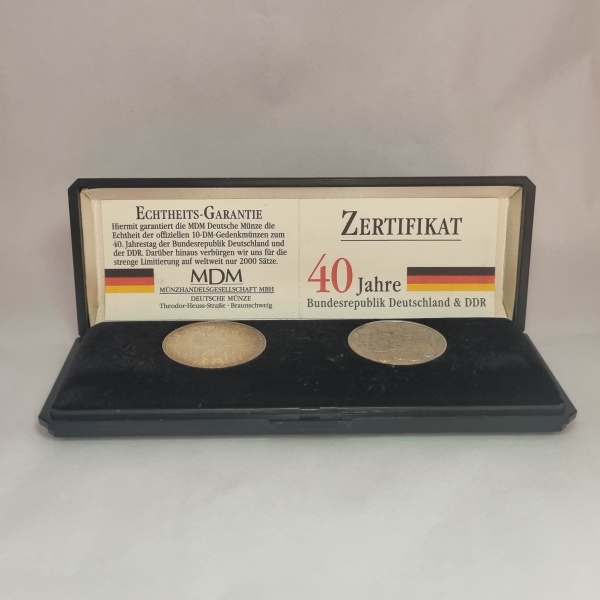 ECHTHEITS-GARANTIE
Hiermit garantiert die MDM Deutsche Münze die
Echtheit der offiziellen 10-DM-Gedenkmünzen zum
40. Jahrestag der Bundesrepublik Deutschland und
der DDR. Darüber hinaus verbürgen wir uns für die
strenge Limitierung auf weltweit nur 2000 Sätze.
MDM
MÜNZHANDELSGESELLSCHAFT MBH
DEUTSCHE MÜNZE
Theodor-Heuss-Straße - Braunschweig
ZERTIFIKAT
40 Jahre
Bundesrepublik Deutschland & DDR